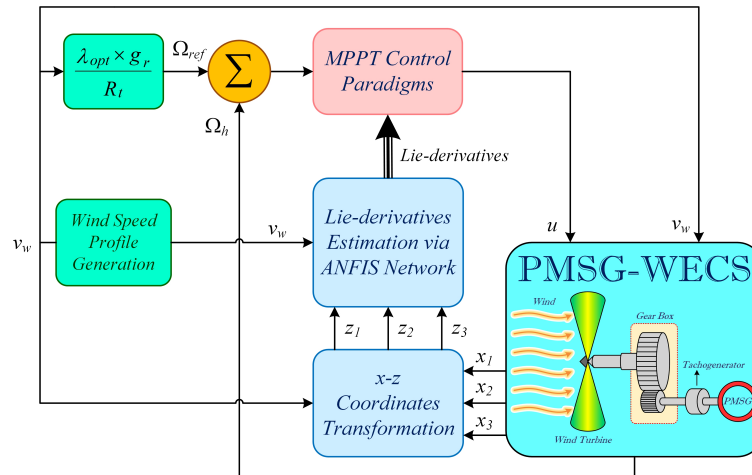 λopt × gr
Rt
Ωref
Σ
MPPT Control
Paradigms
Ωh
Lie-derivatives
Wind Speed
Profile
Generation
vw
vw
Lie-derivatives
Estimation via
ANFIS Network
u
vw
PMSG-WECS
Wind
Gear Box
Tachogenerator
PMSG
Wind Turbine
z1
z2
z3
x-z
Coordinates
Transformation
x1
x2
x3